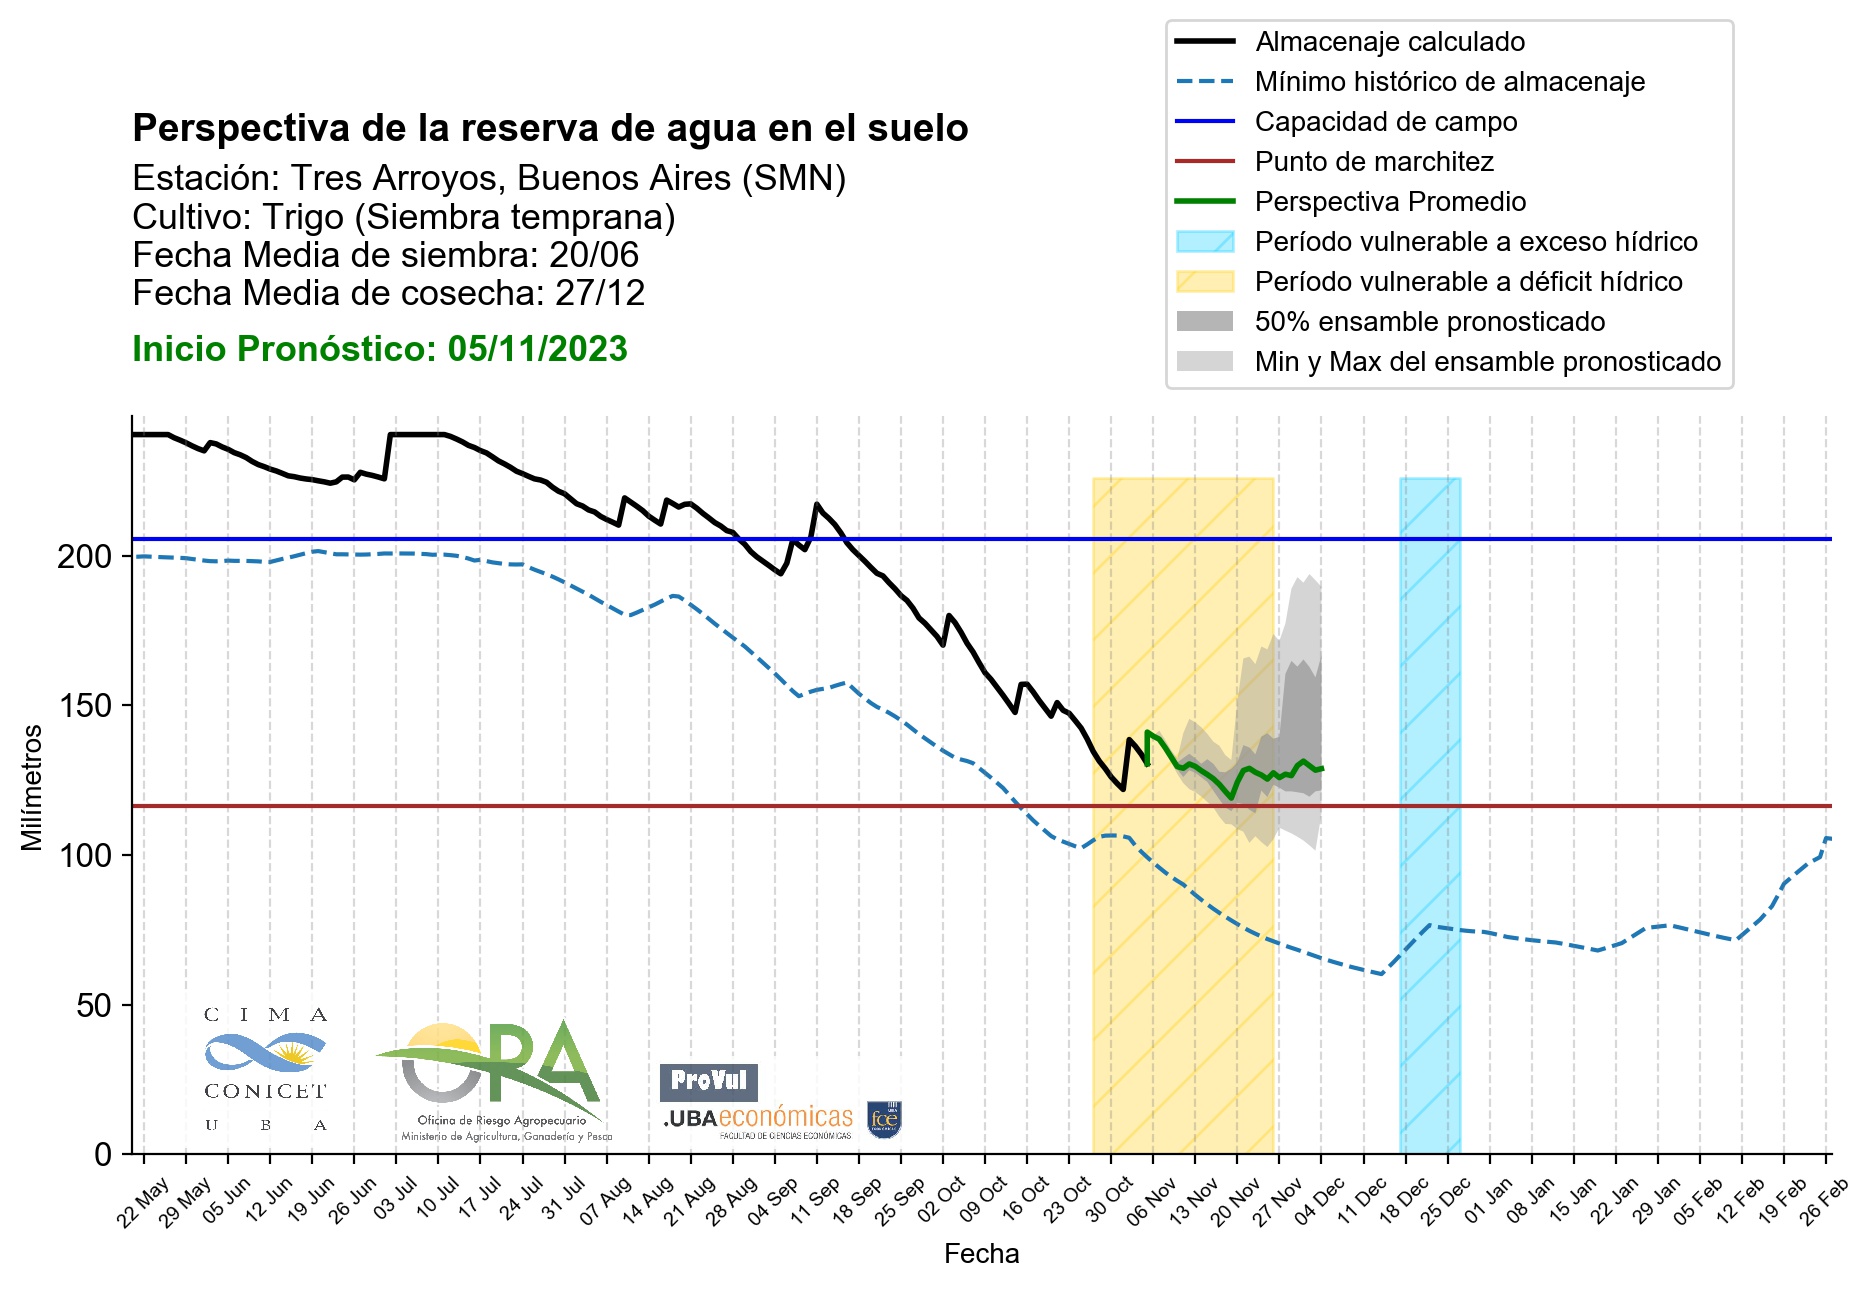 Perspectiva de la reserva de agua en el suelo
Estación: Tres Arroyos, Buenos Aires (SMN)
Cultivo: Trigo (Siembra temprana)
Fecha Media de siembra: 20/06
Fecha Media de cosecha: 27/12
Inicio Pronóstico: 05/11/2023
Almacenaje calculado
Mínimo histórico de almacenaje
Capacidad de campo
Punto de marchitez
Perspectiva Promedio
Período vulnerable a exceso hídrico
Período vulnerable a déficit hídrico
50% ensamble pronosticado
Min y Max del ensamble pronosticado
Milímetros
200
150
100
50
0
CIMA
CONICET
UBA
ORA
Oficina de Riesgo Agropecuario
Ministerio de Agricultura, Ganadería y Pesca
ProVul
.UBAeconómicas
FACULTAD DE CIENCIAS ECONÓMICAS
UBA
fce
22 May
29 May
05 Jun
12 Jun
19 Jun
26 Jun
03 Jul
10 Jul
17 Jul
24 Jul
31 Jul
07 Aug
14 Aug
21 Aug
28 Aug
04 Sep
11 Sep
18 Sep
25 Sep
02 Oct
09 Oct
16 Oct
23 Oct
30 Oct
06 Nov
13 Nov
20 Nov
27 Nov
04 Dec
11 Dec
18 Dec
25 Dec
01 Jan
08 Jan
15 Jan
22 Jan
29 Jan
05 Feb
12 Feb
19 Feb
26 Feb
Fecha